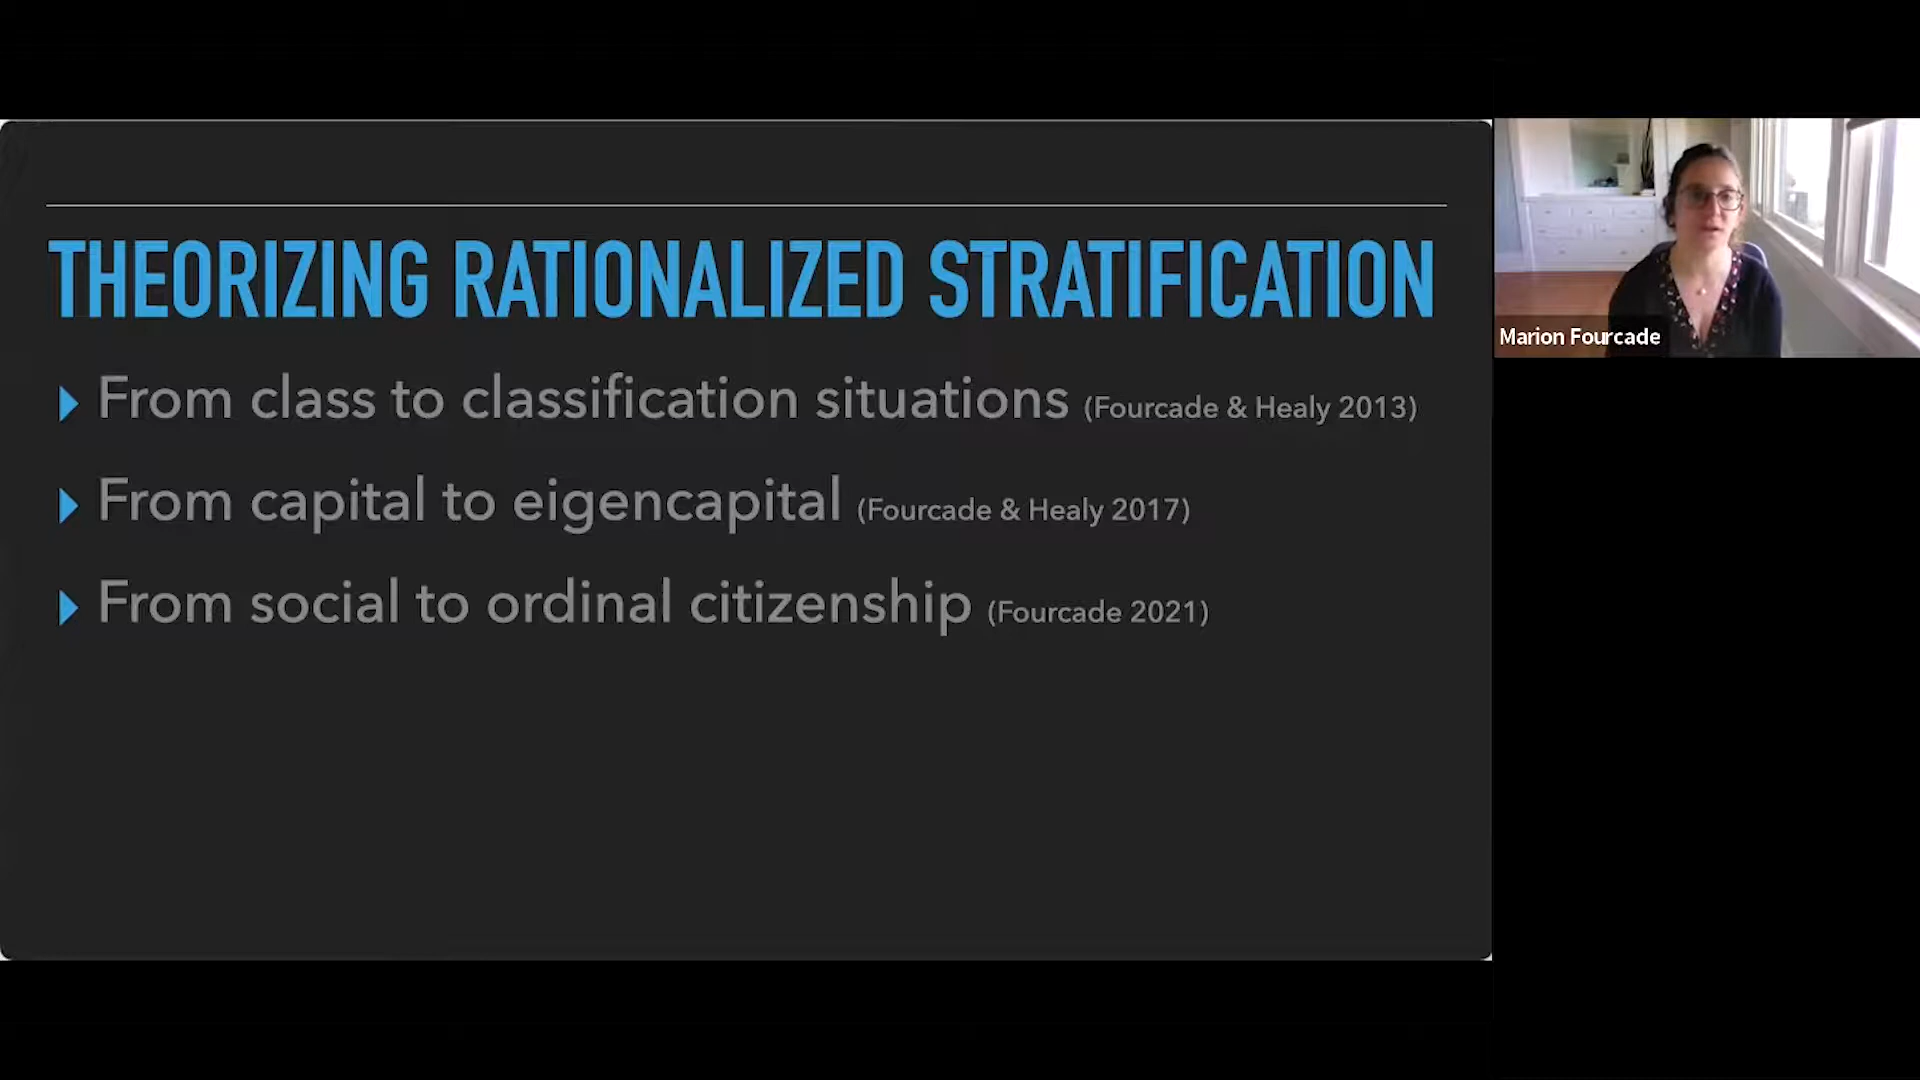 THEORIZING RATIONALIZED STRATIFICATION
From class to classification situations (Fourcade & Healy 2013)
From capital to eigencapital (Fourcade & Healy 2017)
From social to ordinal citizenship (Fourcade 2021)
Marion Fourcade